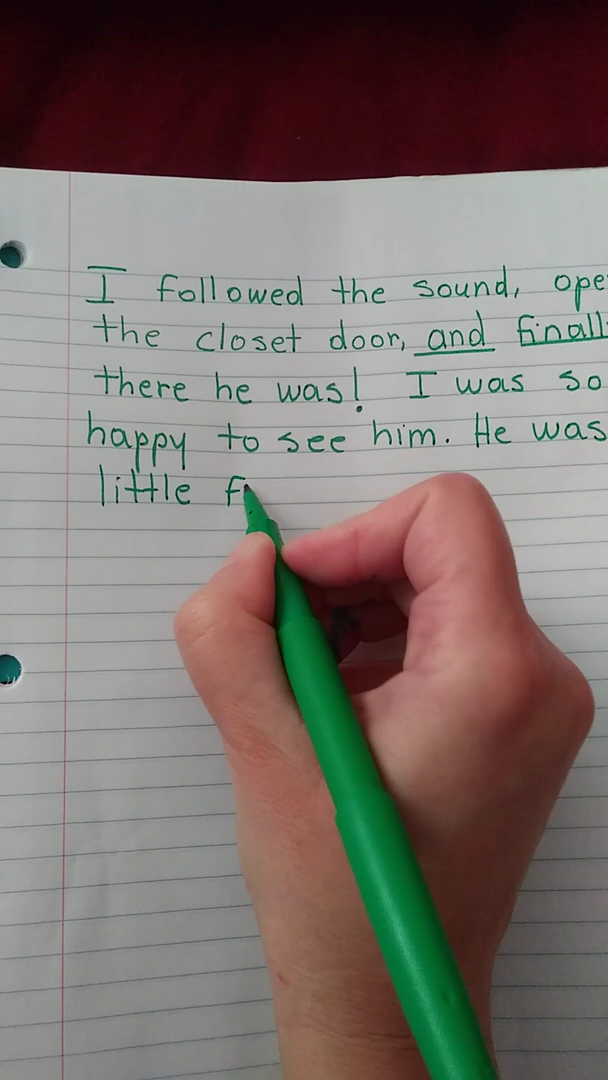 I followed the sound, ope
the closet door, and finall
there he was! I was so
happy to see him. He was
little f